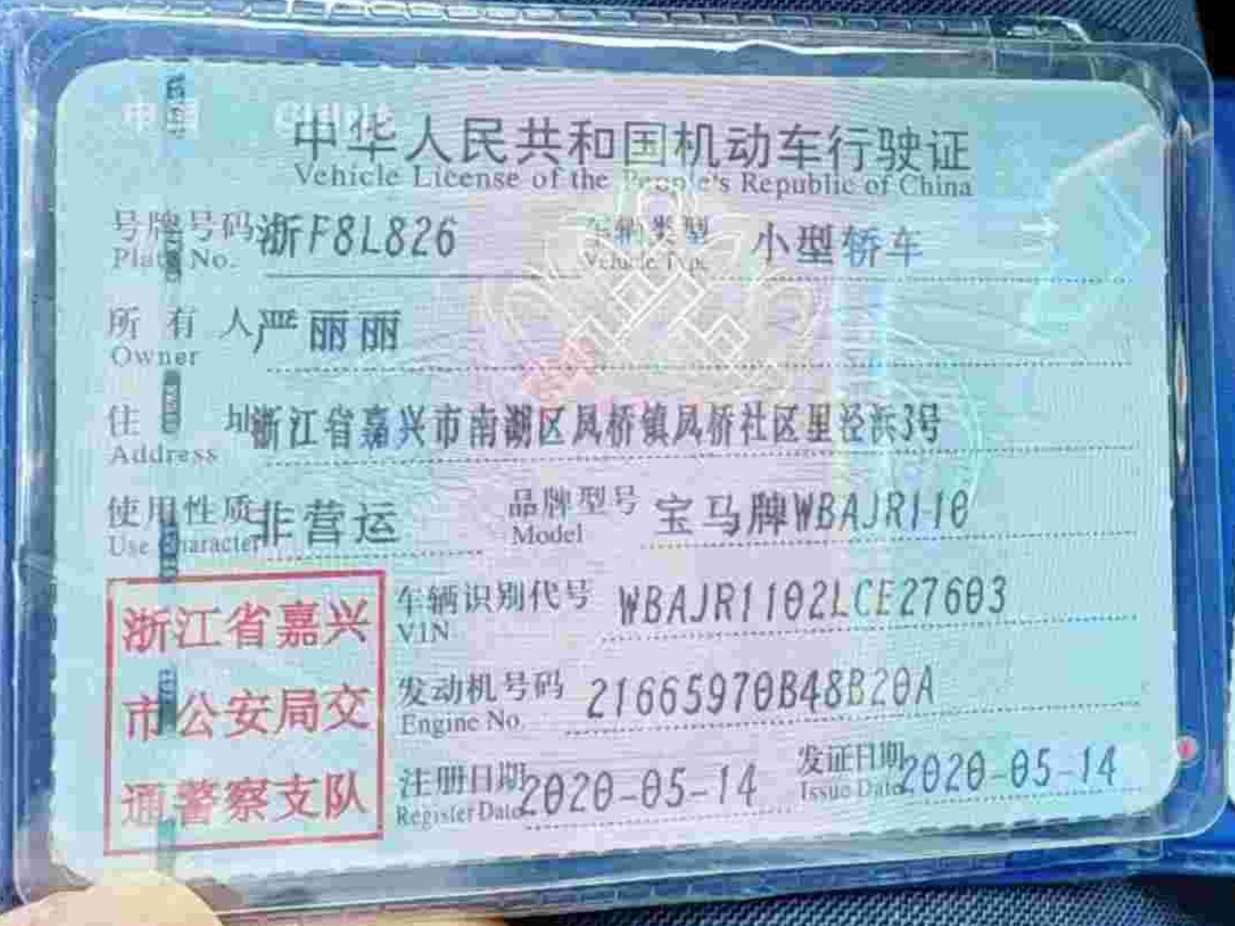 中国 China
中华人民共和国机动车行驶证
Vehicle License of the People's Republic of China
号牌号码 浙F8L826 车辆类型 小型轿车
Plate No. Vehicle Type
所有人 严丽丽
Owner
住址 浙江省嘉兴市南湖区凤桥镇凤桥社区里泾浜3号
Address
使用性质 非营运 品牌型号 宝马牌WBAJR110
Use Character Model
浙江省嘉兴
市公安局交
通警察支队
车辆识别代号 WBAJR1102LCE27603
VIN
发动机号码 21665970B48B20A
Engine No.
注册日期 2020-05-14 发证日期 2020-05-14
Register Date Issue Date